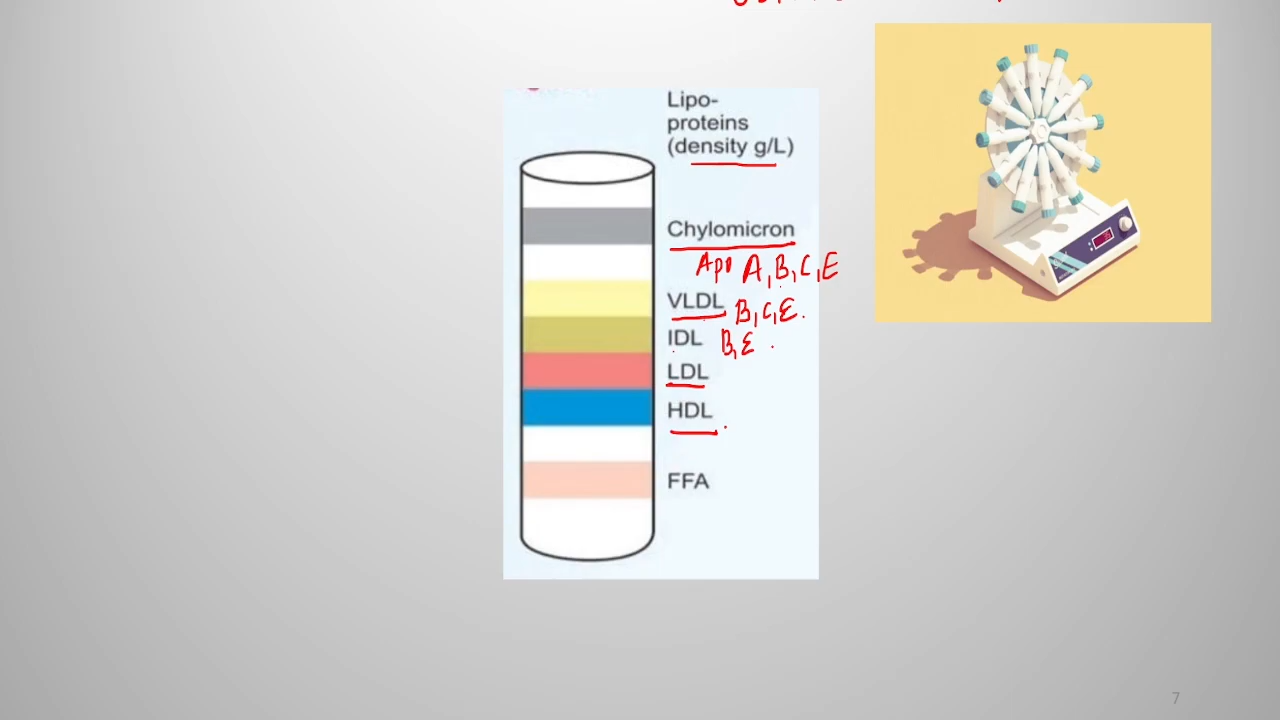 Lipo-
proteins
(density g/L)
Chylomicron
Apo A,B,C,E
VLDL B,C,E.
IDL B,E.
LDL
HDL
FFA
7